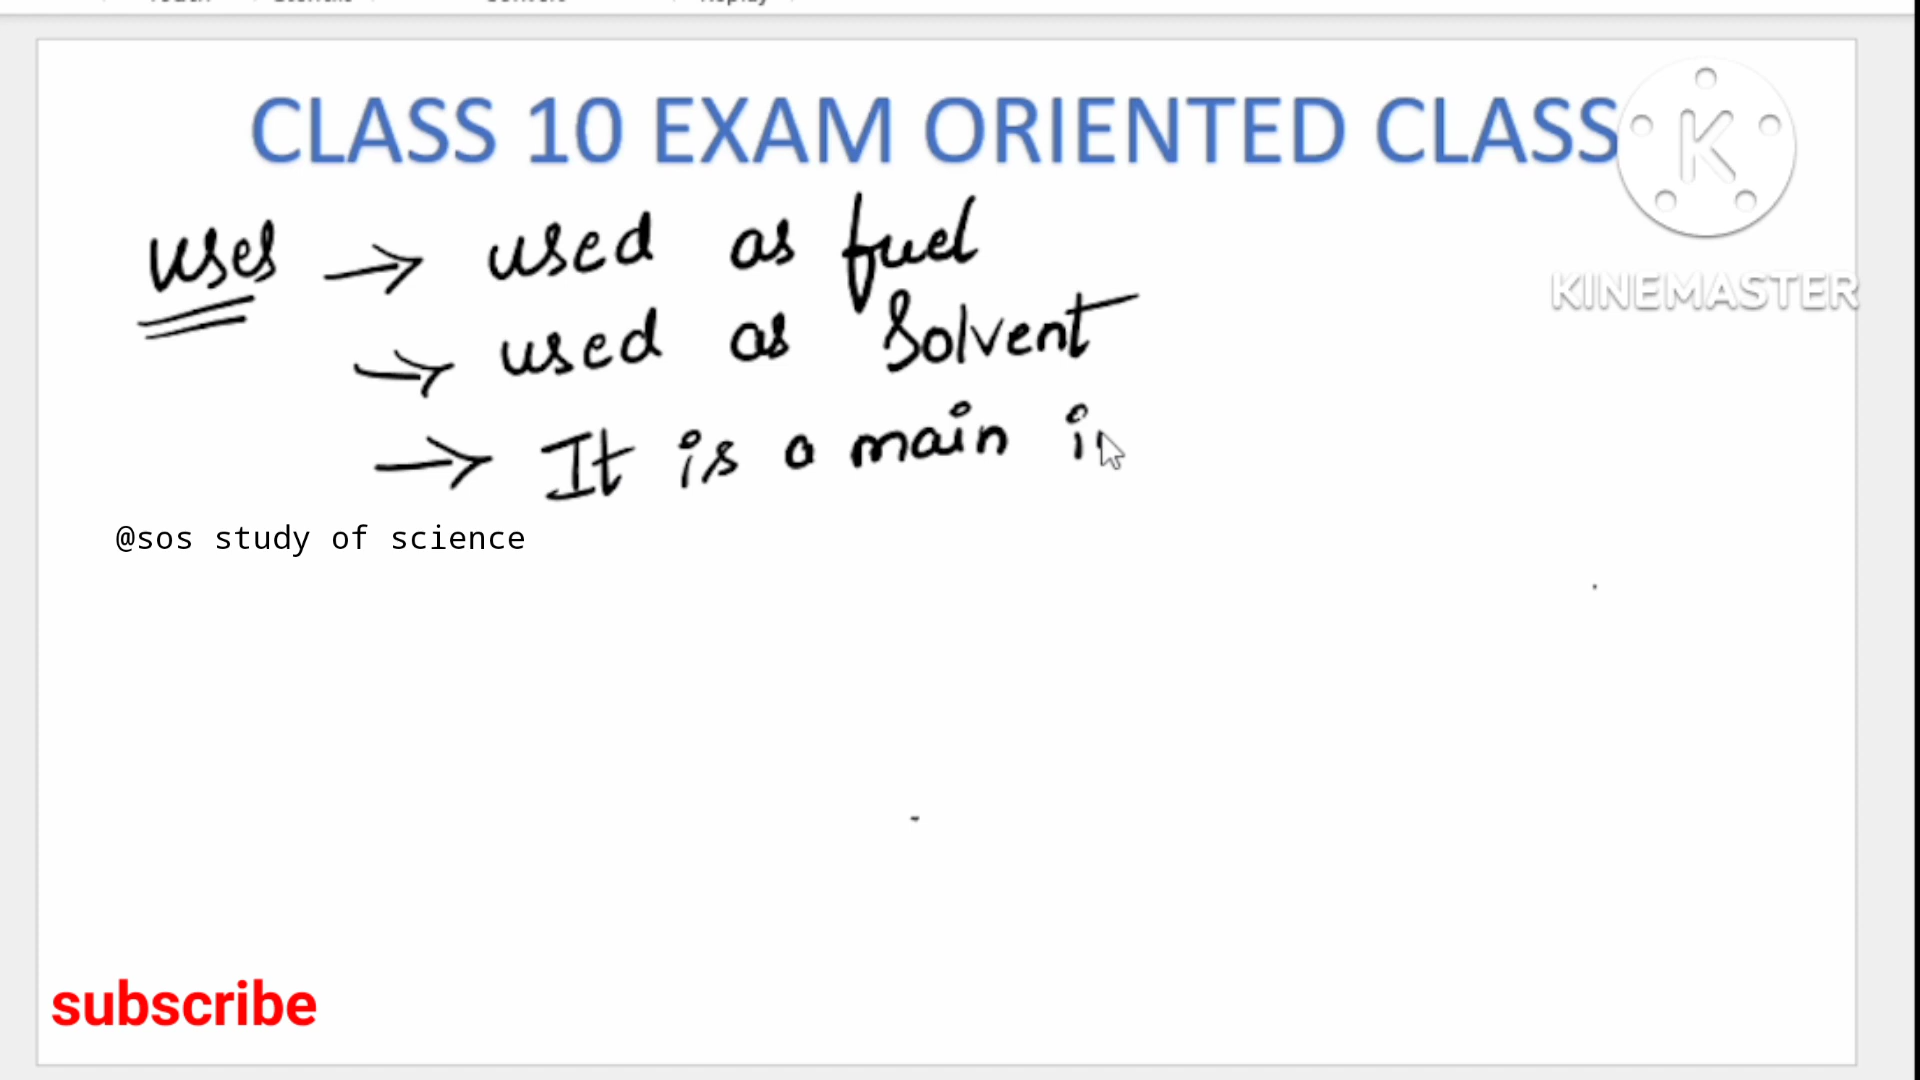 CLASS 10 EXAM ORIENTED CLASS
K
KINEMASTER
uses → used as fuel
→ used as Solvent
→ It is a main
@sos study of science
subscribe